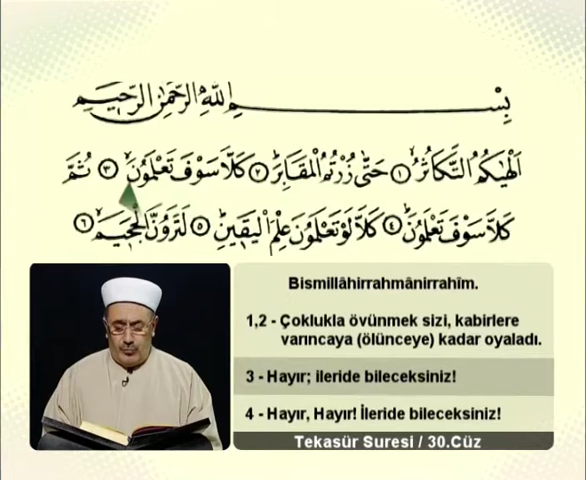 بِسْمِ اللّٰهِ الرَّحْمٰنِ الرَّحٖيمِ
اَلْهٰيكُمُ التَّكَاثُرُ ﴿١﴾ حَتّٰى زُرْتُمُ الْمَقَابِرَ ﴿٢﴾ كَلَّا سَوْفَ تَعْلَمُونَ ﴿٣﴾ ثُمَّ
كَلَّا سَوْفَ تَعْلَمُونَ ﴿٤﴾ كَلَّا لَوْ تَعْلَمُونَ عِلْمَ الْيَقٖينِ ﴿٥﴾ لَتَرَوُنَّ الْجَحٖيمَ ﴿٦﴾
Bismillâhirrahmânirrahîm.
1,2 - Çoklukla övünmek sizi, kabirlere
varıncaya (ölünceye) kadar oyaladı.
3 - Hayır; ileride bileceksiniz!
4 - Hayır, Hayır! İleride bileceksiniz!
Tekasür Suresi / 30.Cüz